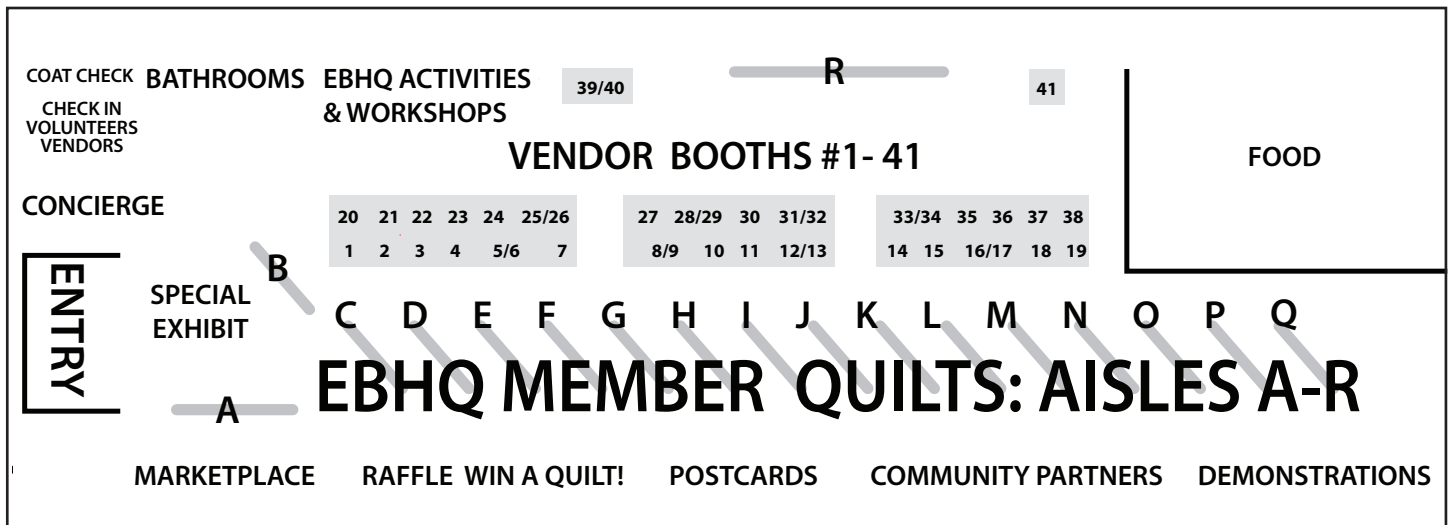 COAT CHECK
CHECK IN
VOLUNTEERS
VENDORS
BATHROOMS
EBHQ ACTIVITIES
& WORKSHOPS
39/40
R
41
VENDOR BOOTHS #1- 41
FOOD
CONCIERGE
20 21 22 23 24 25/26
1 2 3 4 5/6 7
27 28/29 30 31/32
8/9 10 11 12/13
33/34 35 36 37 38
14 15 16/17 18 19
ENTRY
B
SPECIAL
EXHIBIT
C D E F G H I J K L M N O P Q
EBHQ MEMBER QUILTS: AISLES A-R
A
MARKETPLACE
RAFFLE WIN A QUILT!
POSTCARDS
COMMUNITY PARTNERS
DEMONSTRATIONS